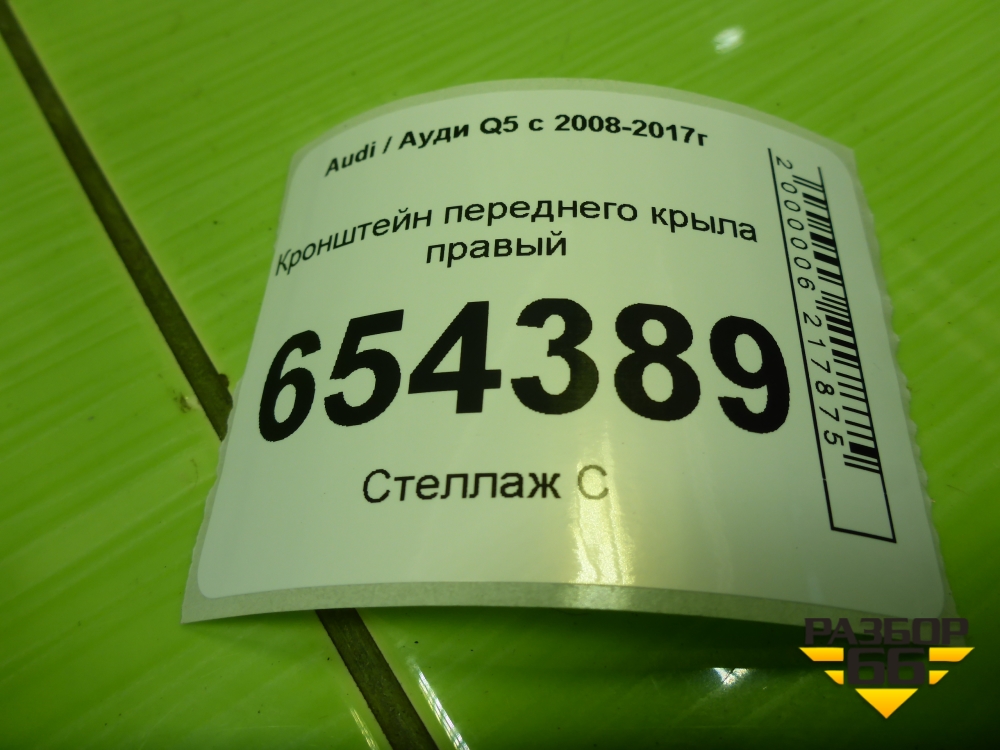 Audi / Ауди Q5 с 2008-2017г
Кронштейн переднего крыла
правый
654389
Стеллаж С
2000006217875
РАЗБОР
66